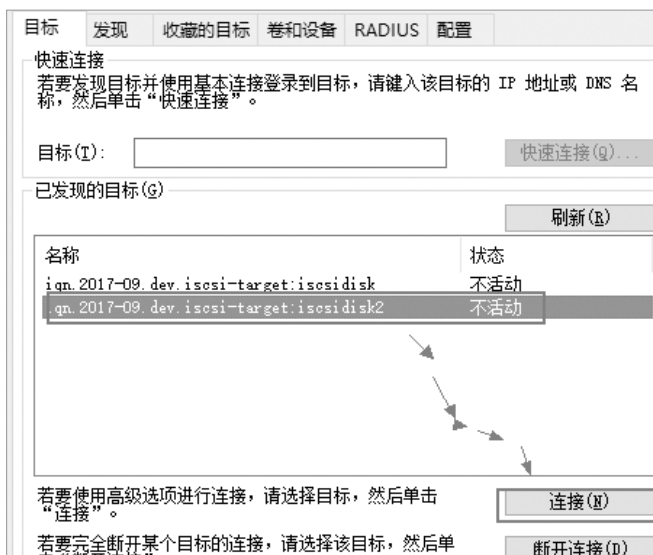 目标 发现 收藏的目标 卷和设备 RADIUS 配置
快速连接
若要发现目标并使用基本连接登录到目标，请键入该目标的 IP 地址或 DNS 名
称，然后单击“快速连接”。
目标(T): 快速连接(Q)...
已发现的目标(G)
刷新(R)
名称 状态
iqn.2017-09.dev.iscsi-target:iscsidisk 不活动
iqn.2017-09.dev.iscsi-target:iscsidisk2 不活动
若要使用高级选项进行连接，请选择目标，然后单击
“连接”。 连接(N)
若要完全断开某个目标的连接，请选择该目标，然后单 断开连接(D)